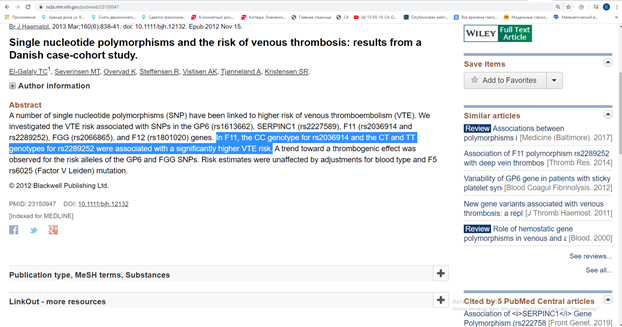 ncbi.nlm.nih.gov/pubmed/23150947
Br J Haematol. 2013 Mar;160(6):838-41. doi: 10.1111/bjh.12132. Epub 2012 Nov 15.
Single nucleotide polymorphisms and the risk of venous thrombosis: results from a
Danish case-cohort study.
El-Galaly TC1, Severinsen MT, Overvad K, Steffensen R, Vistisen AK, Tjønneland A, Kristensen SR.
Author information
Abstract
A number of single nucleotide polymorphisms (SNP) have been linked to higher risk of venous thromboembolism (VTE). We
investigated the VTE risk associated with SNPs in the GP6 (rs1613662), SERPINC1 (rs2227589), F11 (rs2036914 and
rs2289252), FGG (rs2066865), and F12 (rs1801020) genes. In F11, the CC genotype for rs2036914 and the CT and TT
genotypes for rs2289252 were associated with a significantly higher VTE risk. A trend toward a thrombogenic effect was
observed for the risk alleles of the GP6 and FGG SNPs. Risk estimates were unaffected by adjustments for blood type and F5
rs6025 (Factor V Leiden) mutation.
© 2012 Blackwell Publishing Ltd.
PMID: 23150947 DOI: 10.1111/bjh.12132
[Indexed for MEDLINE]
Publication type, MeSH terms, Substances
LinkOut - more resources
WILEY Full Text Article
Save items
Add to Favorites
Similar articles
Review Associations between
polymorphisms in [Medicine (Baltimore). 2017]
Association of F11 polymorphism rs2289252
with deep vein thrombos [Thromb Res. 2014]
Variability of GP6 gene in patients with sticky
platelet syn [Blood Coagul Fibrinolysis. 2012]
New gene variants associated with venous
thrombosis: a repl [J Thromb Haemost. 2011]
Review Role of hemostatic gene
polymorphisms in venous and a [Blood. 2000]
See reviews...
See all...
Cited by 5 PubMed Central articles
Association of <i>SERPINC1</i> Gene
Polymorphism (rs222758 [Front Genet. 2019]